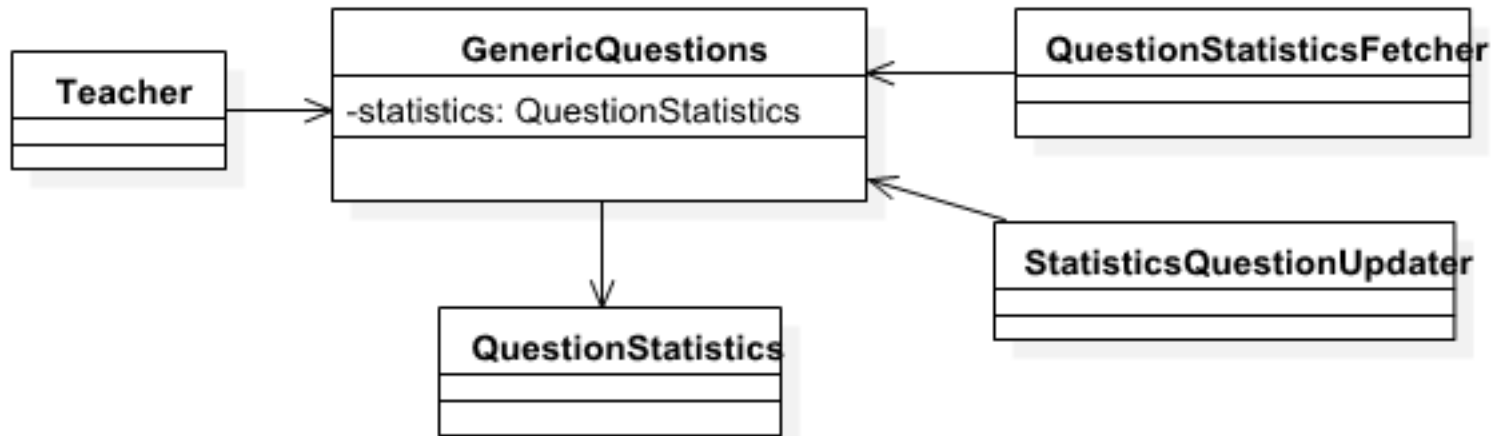 Teacher
GenericQuestions
-statistics: QuestionStatistics
QuestionStatisticsFetcher
StatisticsQuestionUpdater
QuestionStatistics